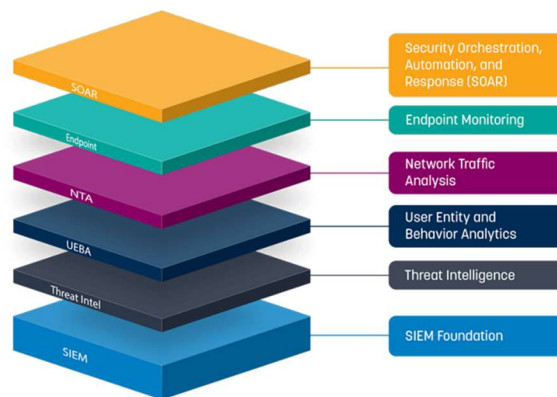 SOAR
Security Orchestration,
Automation, and
Response (SOAR)
Endpoint
Endpoint Monitoring
NTA
Network Traffic
Analysis
UEBA
User Entity and
Behavior Analytics
Threat Intel
Threat Intelligence
SIEM
SIEM Foundation